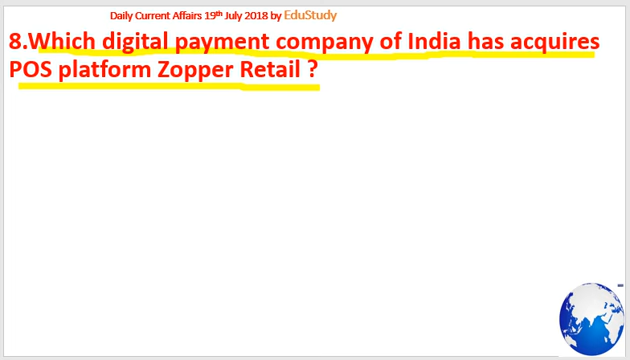 Daily Current Affairs 19th July 2018 by EduStudy
8.Which digital payment company of India has acquires
POS platform Zopper Retail ?